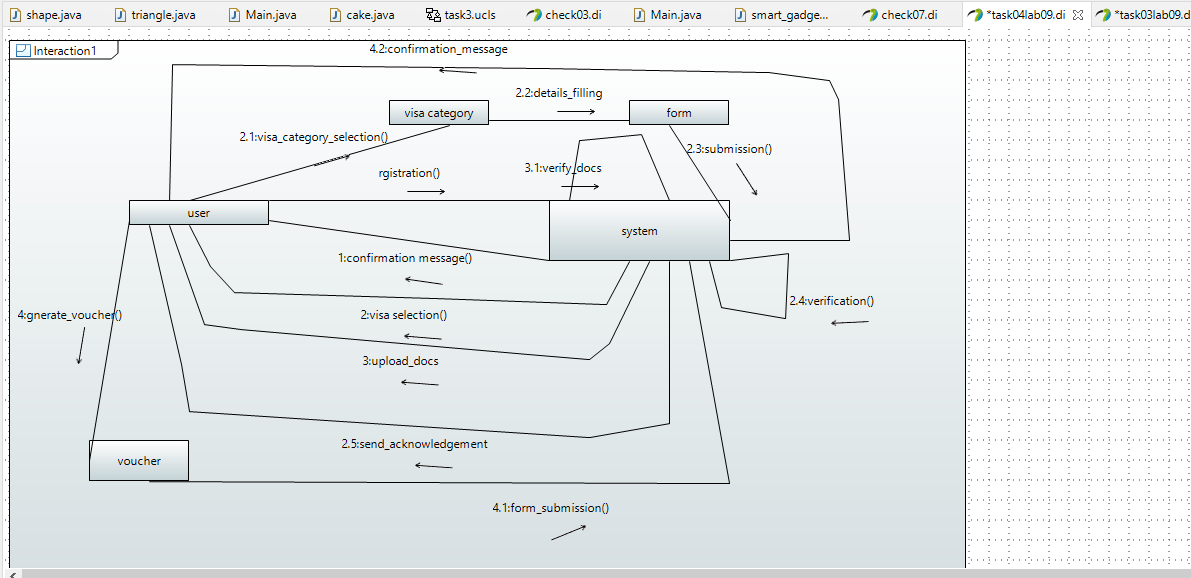 shape.java
triangle.java
Main.java
cake.java
task3.ucls
check03.di
Main.java
smart_gadge...
check07.di
*task04lab09.di
*task03lab09.d
Interaction1
4.2:confirmation_message
2.2:details_filling
visa category
form
2.1:visa_category_selection()
2.3:submission()
rgistration()
3.1:verify_docs
user
system
1:confirmation message()
2.4:verification()
4:gnerate_voucher()
2:visa selection()
3:upload_docs
2.5:send_acknowledgement
voucher
4.1:form_submission()